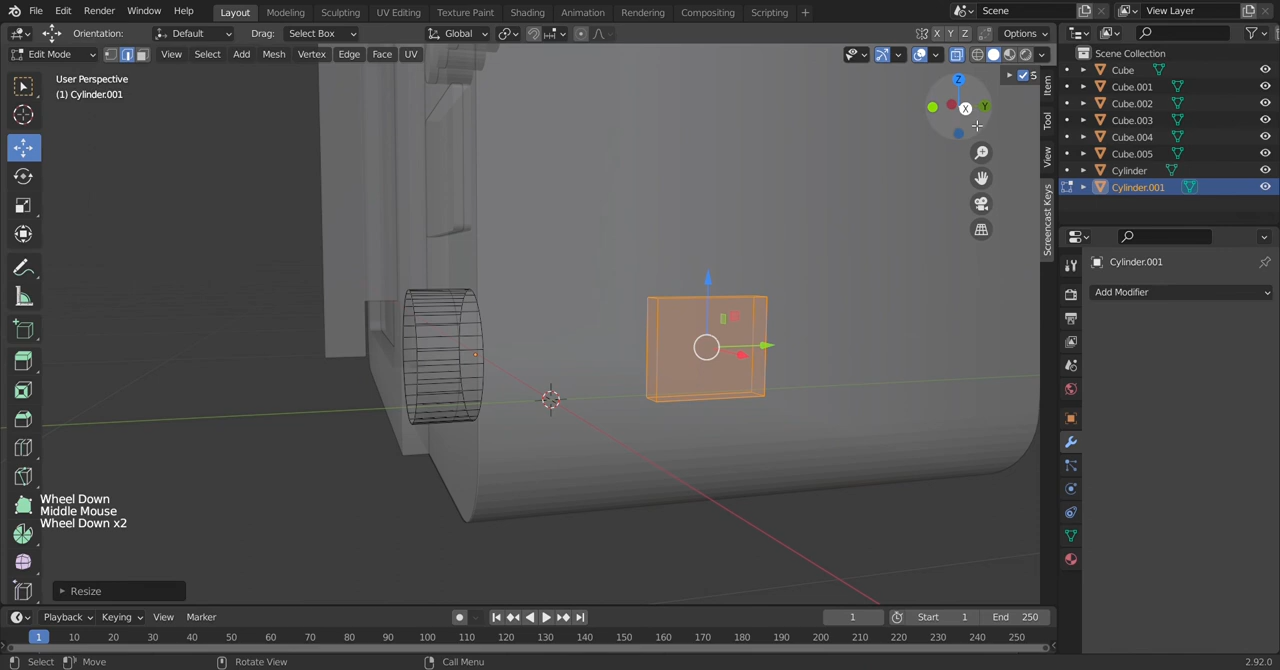 File Edit Render Window Help Layout Modeling Sculpting UV Editing Texture Paint Shading Animation Rendering Compositing Scripting + Scene View Layer
Orientation: Default Drag: Select Box Global X Y Z Options
Edit Mode View Select Add Mesh Vertex Edge Face UV
User Perspective
(1) Cylinder.001
Z
Y
X
5
Item
Tool
View
Screencast Keys
Scene Collection
Cube
Cube.001
Cube.002
Cube.003
Cube.004
Cube.005
Cylinder
Cylinder.001
Cylinder.001
Add Modifier
Wheel Down
Middle Mouse
Wheel Down x2
Resize
Playback Keying View Marker 1 Start 1 End 250
1 10 20 30 40 50 60 70 80 90 100 110 120 130 140 150 160 170 180 190 200 210 220 230 240 250
Select Move Rotate View Call Menu 2.92.0